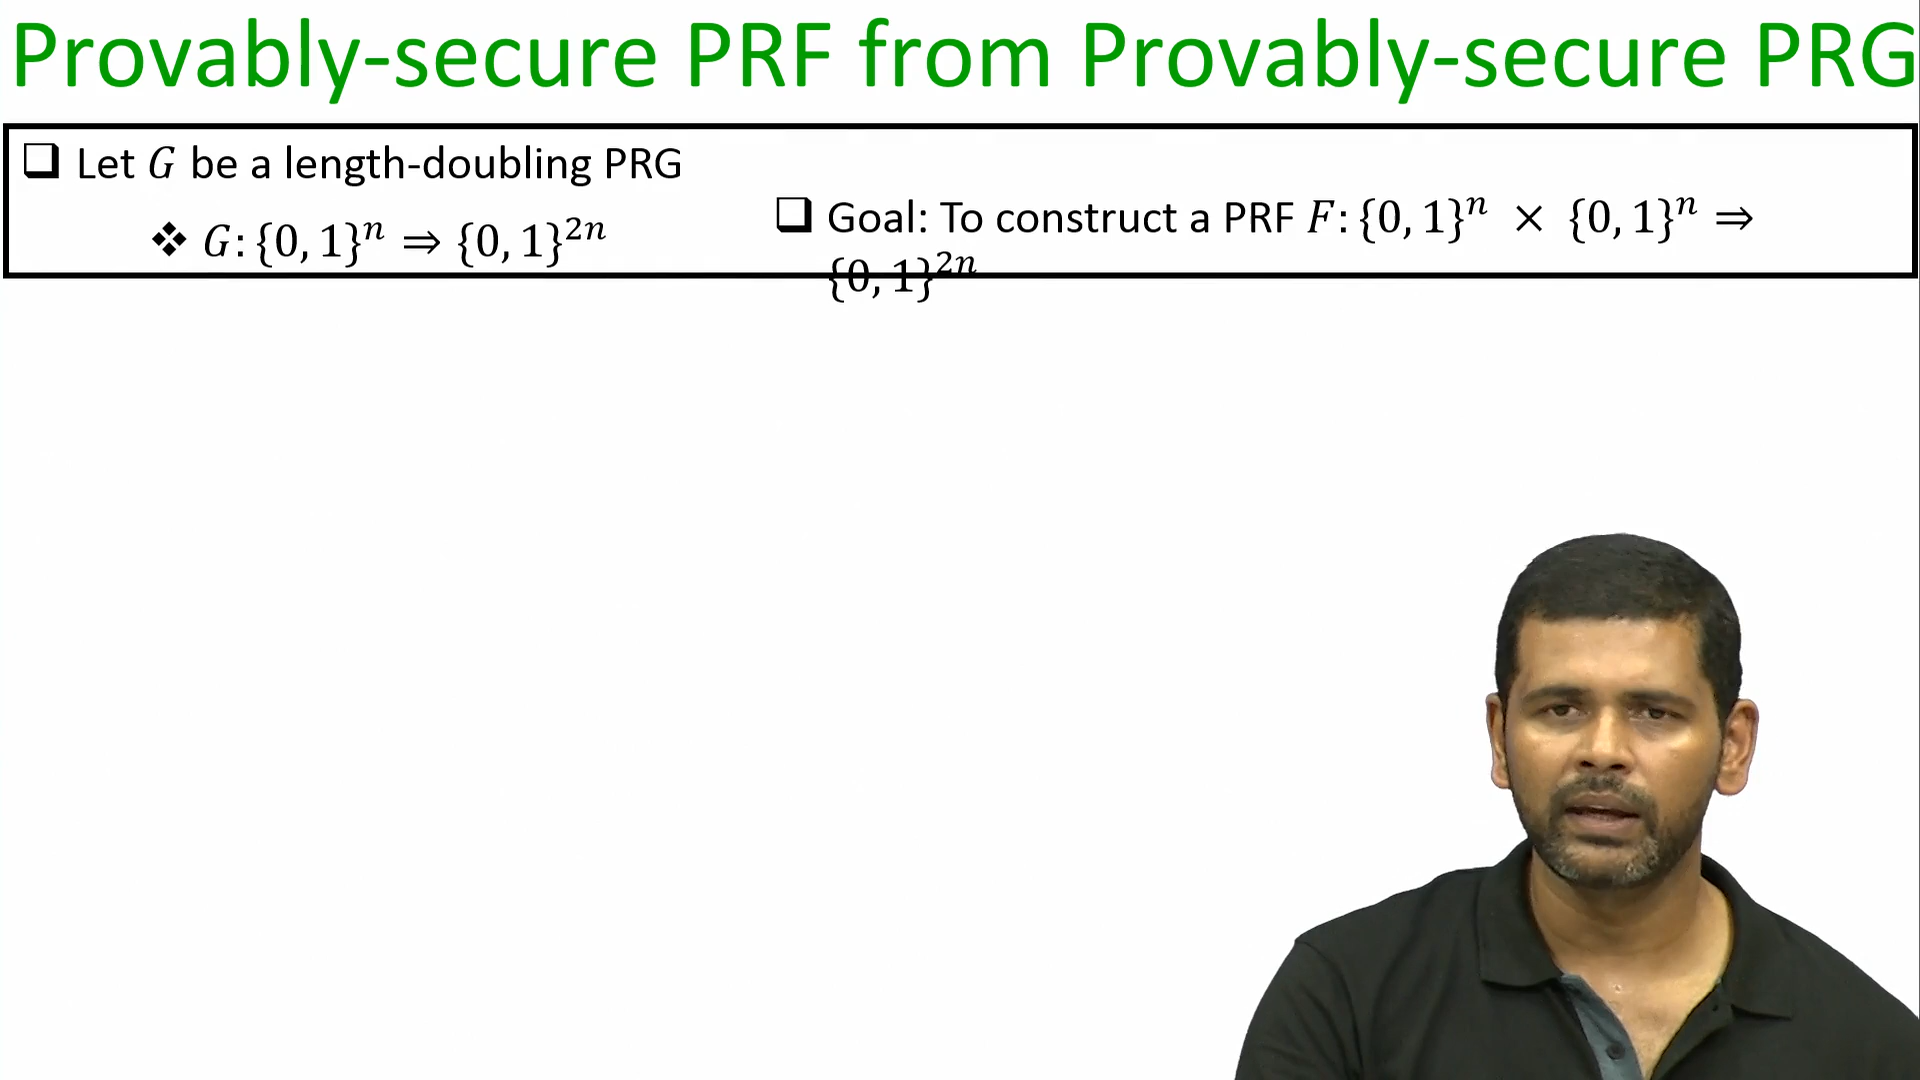 Provably-secure PRF from Provably-secure PRG
❑ Let G be a length-doubling PRG
❖ G: {0, 1}ⁿ ⇒ {0, 1}²ⁿ
❑ Goal: To construct a PRF F: {0, 1}ⁿ × {0, 1}ⁿ ⇒
{0, 1}²ⁿ